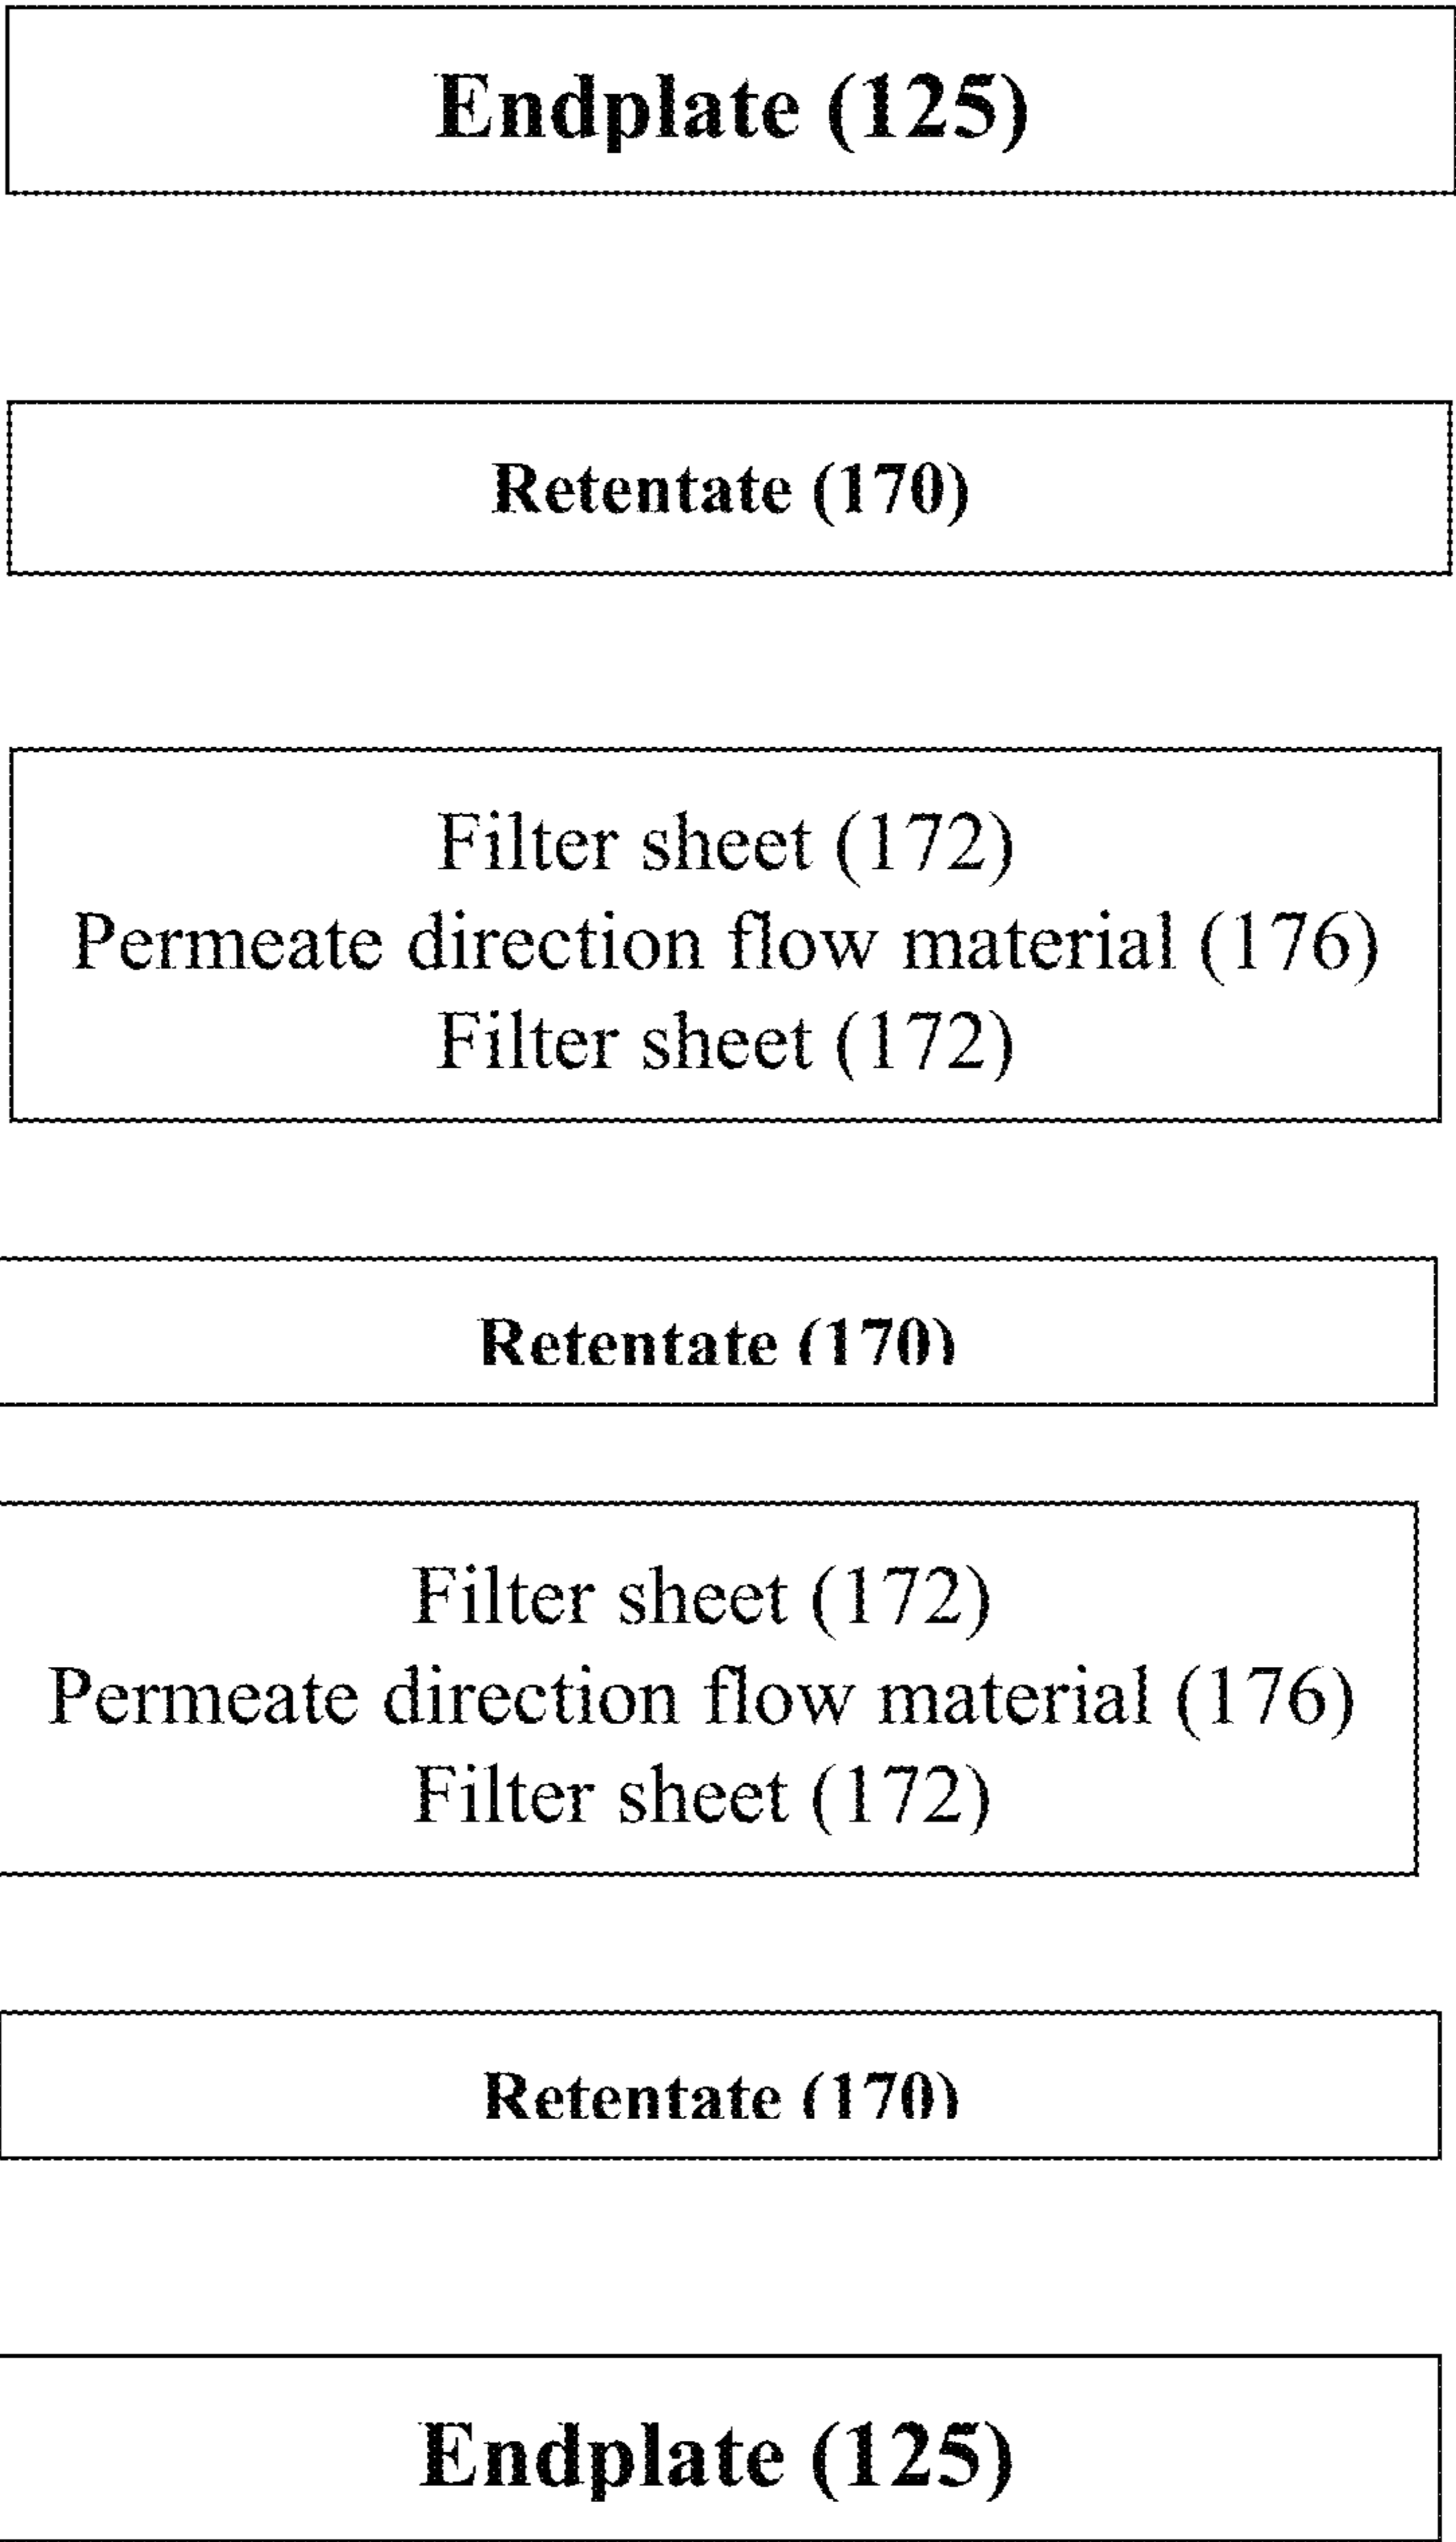 Endplate (125)
Retentate (170)
Filter sheet (172)
Permeate direction flow material (176)
Filter sheet (172)
Retentate (170)
Filter sheet (172)
Permeate direction flow material (176)
Filter sheet (172)
Retentate (170)
Endplate (125)